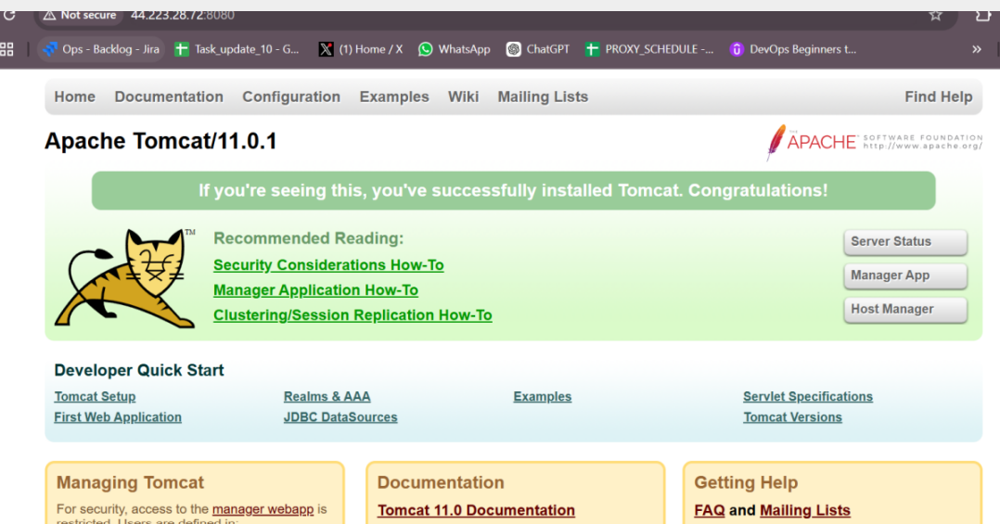 Not secure 44.223.28.72:8080
Ops - Backlog - Jira Task_update_10 - G... (1) Home / X WhatsApp ChatGPT PROXY_SCHEDULE -... DevOps Beginners t... »
Home Documentation Configuration Examples Wiki Mailing Lists Find Help
Apache Tomcat/11.0.1
THE
APACHE™ SOFTWARE FOUNDATION
http://www.apache.org/
If you're seeing this, you've successfully installed Tomcat. Congratulations!
TM
Recommended Reading:
Security Considerations How-To
Manager Application How-To
Clustering/Session Replication How-To
Server Status
Manager App
Host Manager
Developer Quick Start
Tomcat Setup
First Web Application
Realms & AAA
JDBC DataSources
Examples
Servlet Specifications
Tomcat Versions
Managing Tomcat
For security, access to the manager webapp is
restricted. Users are defined in:
Documentation
Tomcat 11.0 Documentation
Getting Help
FAQ and Mailing Lists